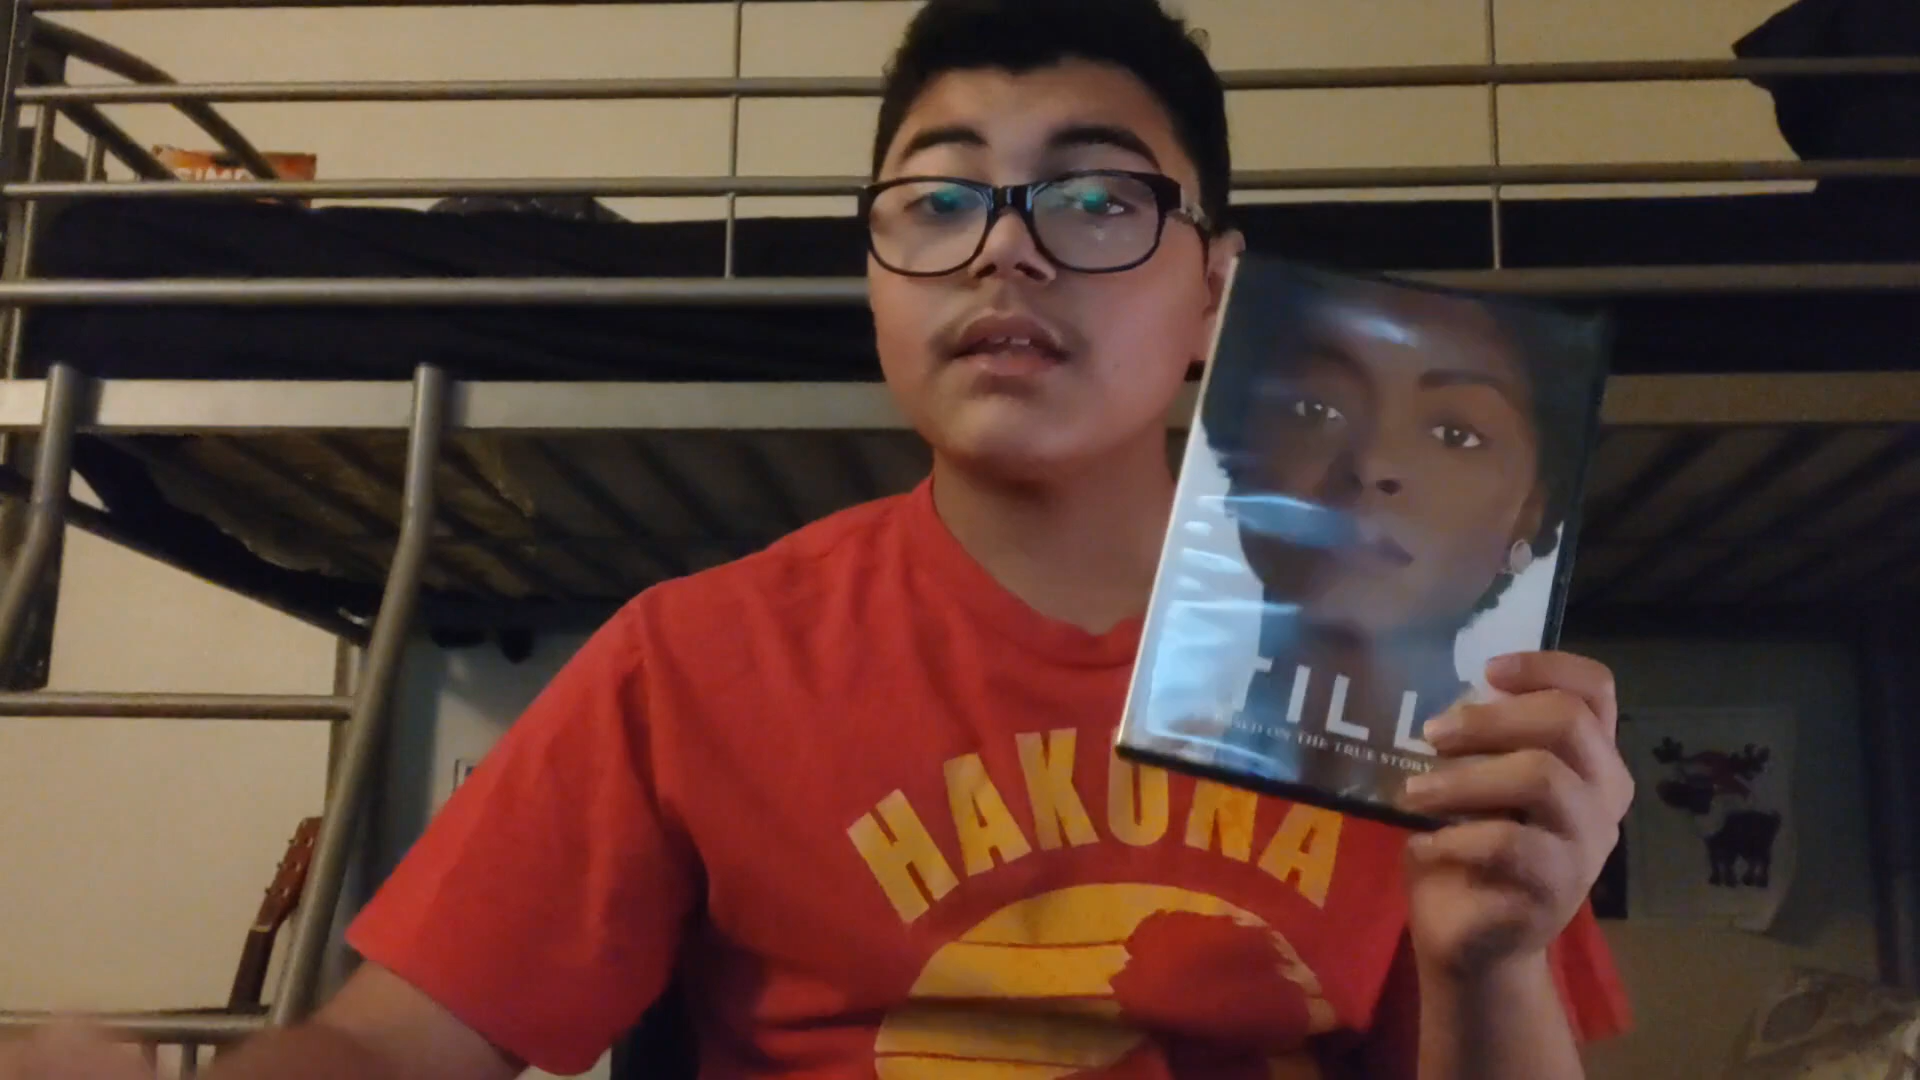 TILL
BASED ON THE TRUE STORY
HAKUNA